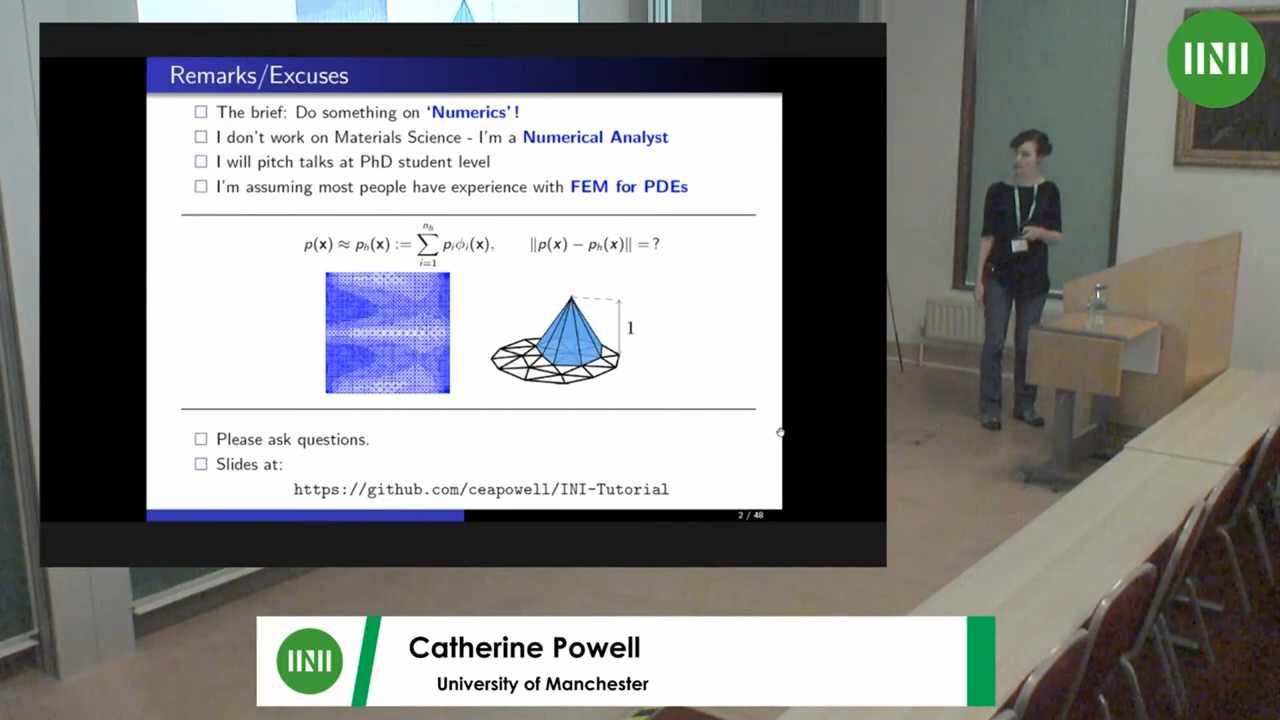 Remarks/Excuses
The brief: Do something on ‘Numerics’!
I don't work on Materials Science - I'm a Numerical Analyst
I will pitch talks at PhD student level
I'm assuming most people have experience with FEM for PDEs
p(x) ≈ p_h(x) := ∑_{i=1}^{n_h} p_i ϕ_i(x), ‖p(x) − p_h(x)‖ = ?
1
Please ask questions.
Slides at:
https://github.com/ceapowell/INI-Tutorial
2 / 48
INI
INI
Catherine Powell
University of Manchester